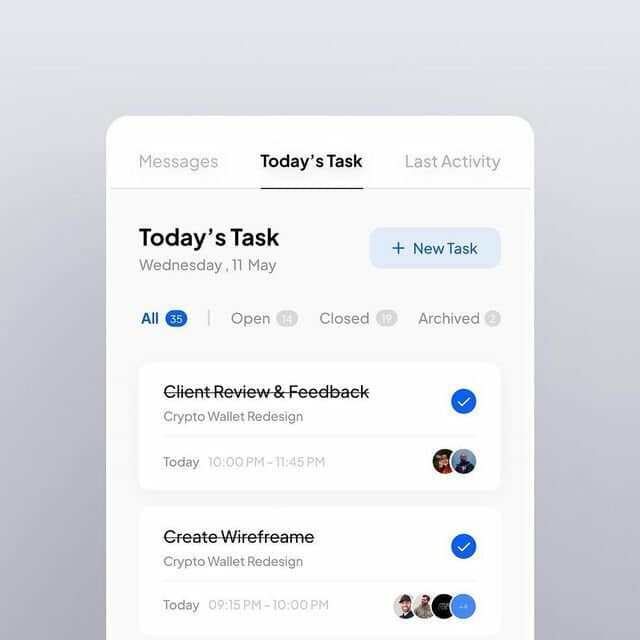 Messages Today's Task Last Activity
Today's Task
Wednesday , 11 May
+ New Task
All 35 | Open 14 Closed 19 Archived 2
Client Review & Feedback
Crypto Wallet Redesign
Today 10:00 PM - 11:45 PM
Create Wirefreame
Crypto Wallet Redesign
Today 09:15 PM - 10:00 PM